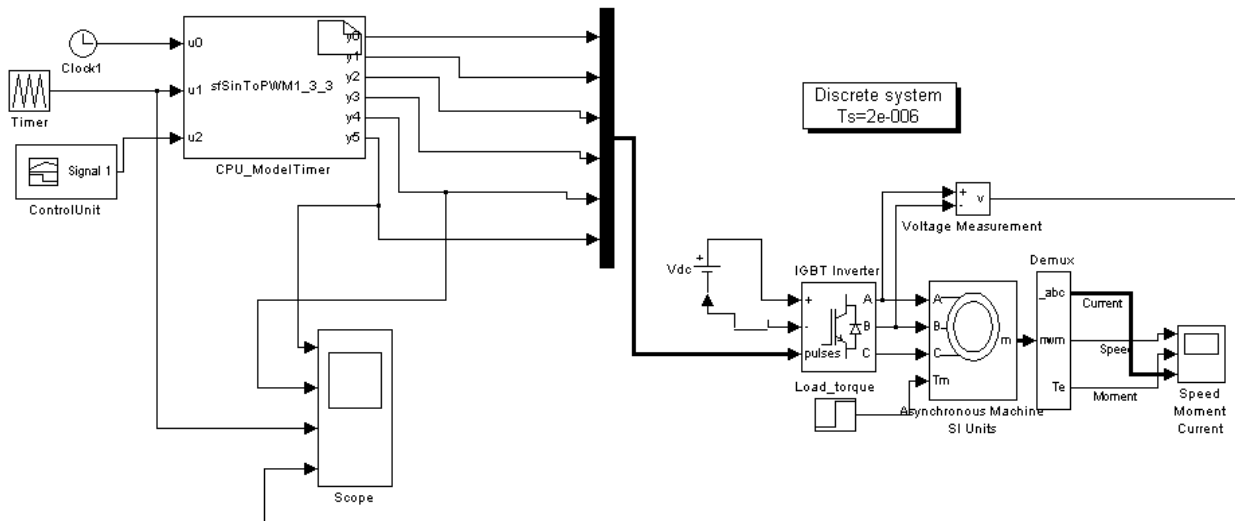 Clock1
Timer
Signal 1
ControlUnit
u0
u1
u2
sfSinToPWM1_3_3
y0
y1
y2
y3
y4
y5
CPU_ModelTimer
Scope
Discrete system
Ts=2e-006
+
-
v
Voltage Measurement
Vdc
+
IGBT Inverter
+
-
pulses
A
B
C
Load_torque
A
B
C
Tm
m
Asynchronous Machine
SI Units
Demux
_abc
mwm
Te
Current
Speed
Moment
Speed
Moment
Current